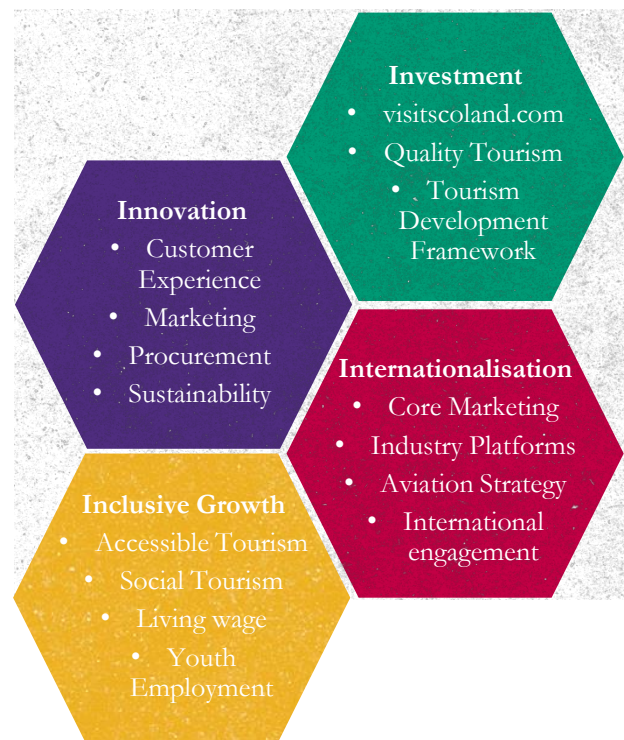 Investment
• visitscoland.com
• Quality Tourism
• Tourism
Development
Framework
Innovation
• Customer
Experience
• Marketing
• Procurement
• Sustainability
Internationalisation
• Core Marketing
• Industry Platforms
• Aviation Strategy
• International
engagement
Inclusive Growth
• Accessible Tourism
• Social Tourism
• Living wage
• Youth
Employment